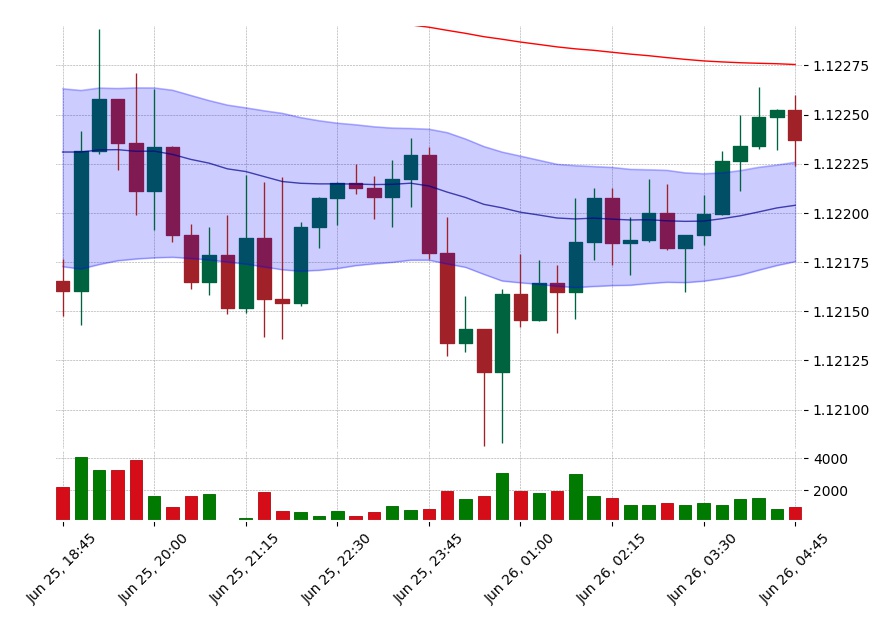 1.12275
1.12250
1.12225
1.12200
1.12175
1.12150
1.12125
1.12100
4000
2000
Jun 25, 18:45
Jun 25, 20:00
Jun 25, 21:15
Jun 25, 22:30
Jun 25, 23:45
Jun 26, 01:00
Jun 26, 02:15
Jun 26, 03:30
Jun 26, 04:45